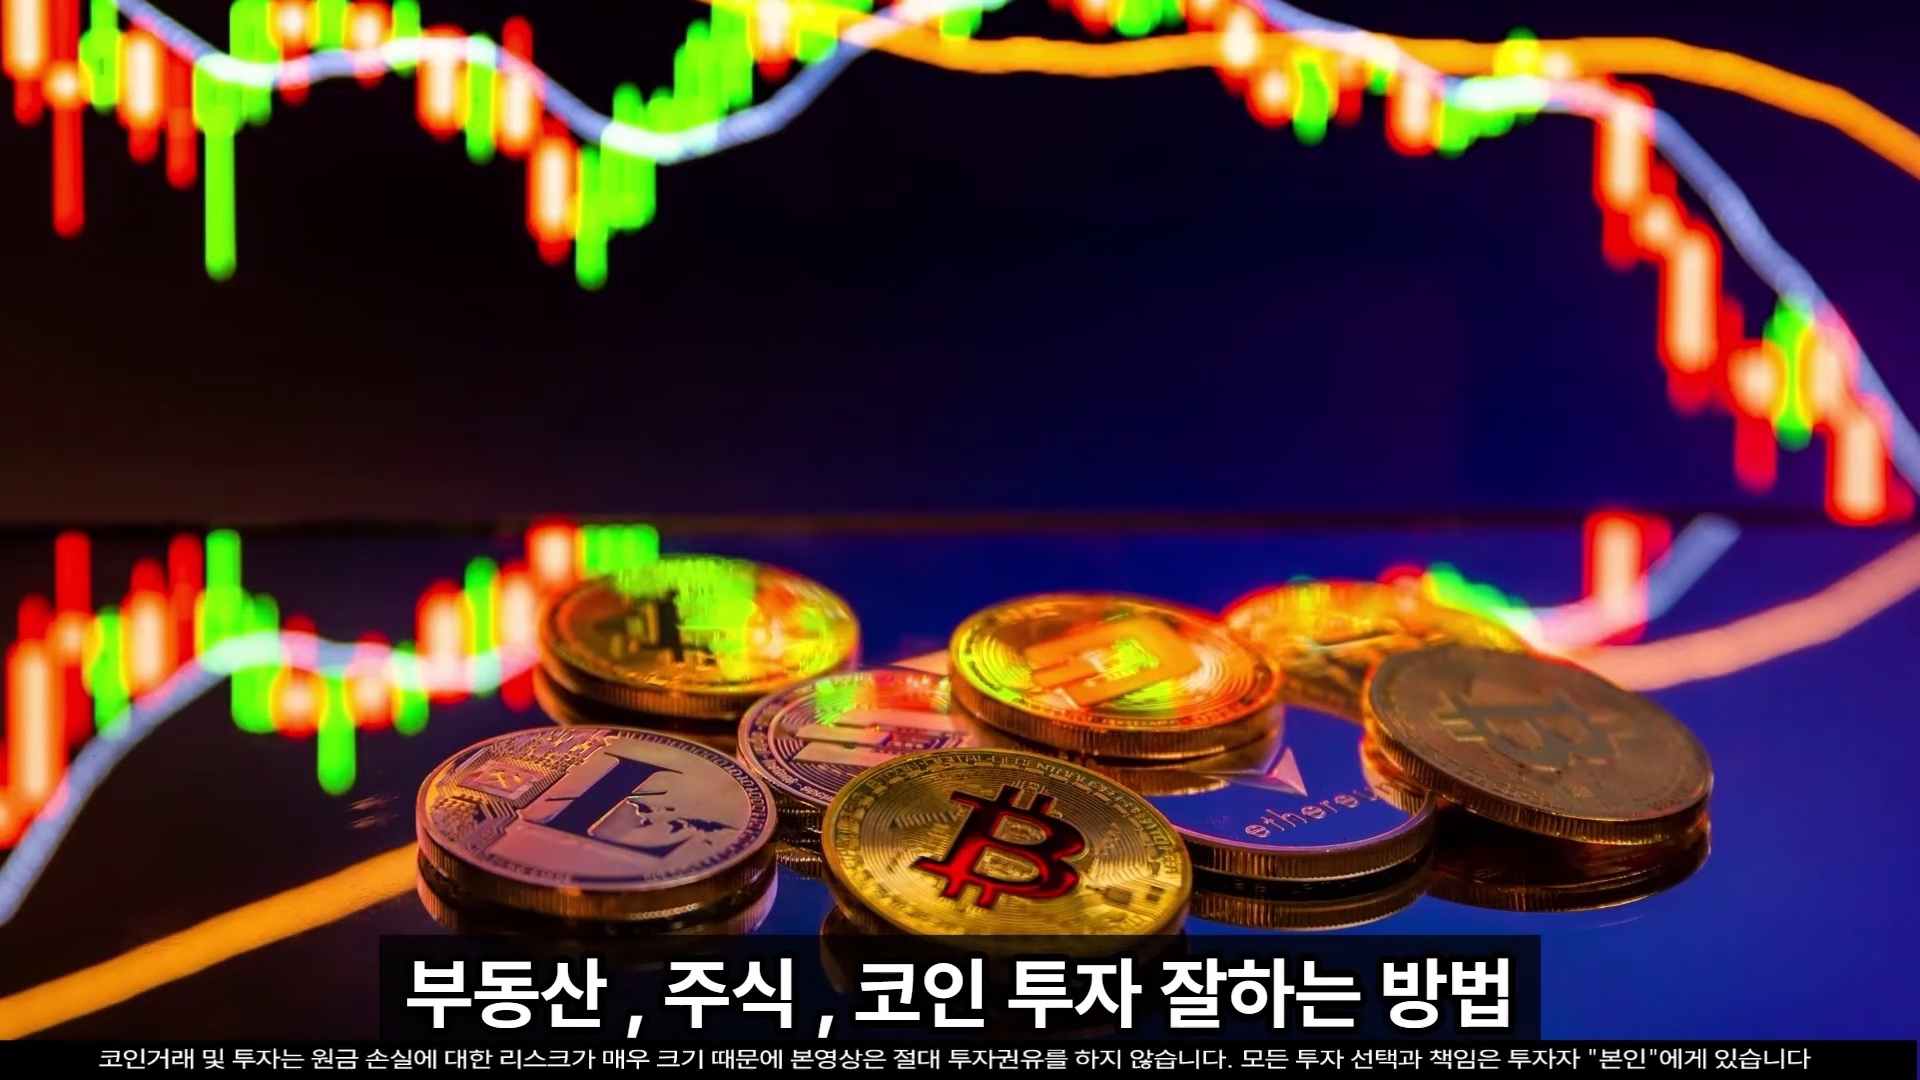 ethereu
부동산 , 주식 , 코인 투자 잘하는 방법
코인거래 및 투자는 원금 손실에 대한 리스크가 매우 크기 때문에 본영상은 절대 투자권유를 하지 않습니다. 모든 투자 선택과 책임은 투자자 "본인"에게 있습니다